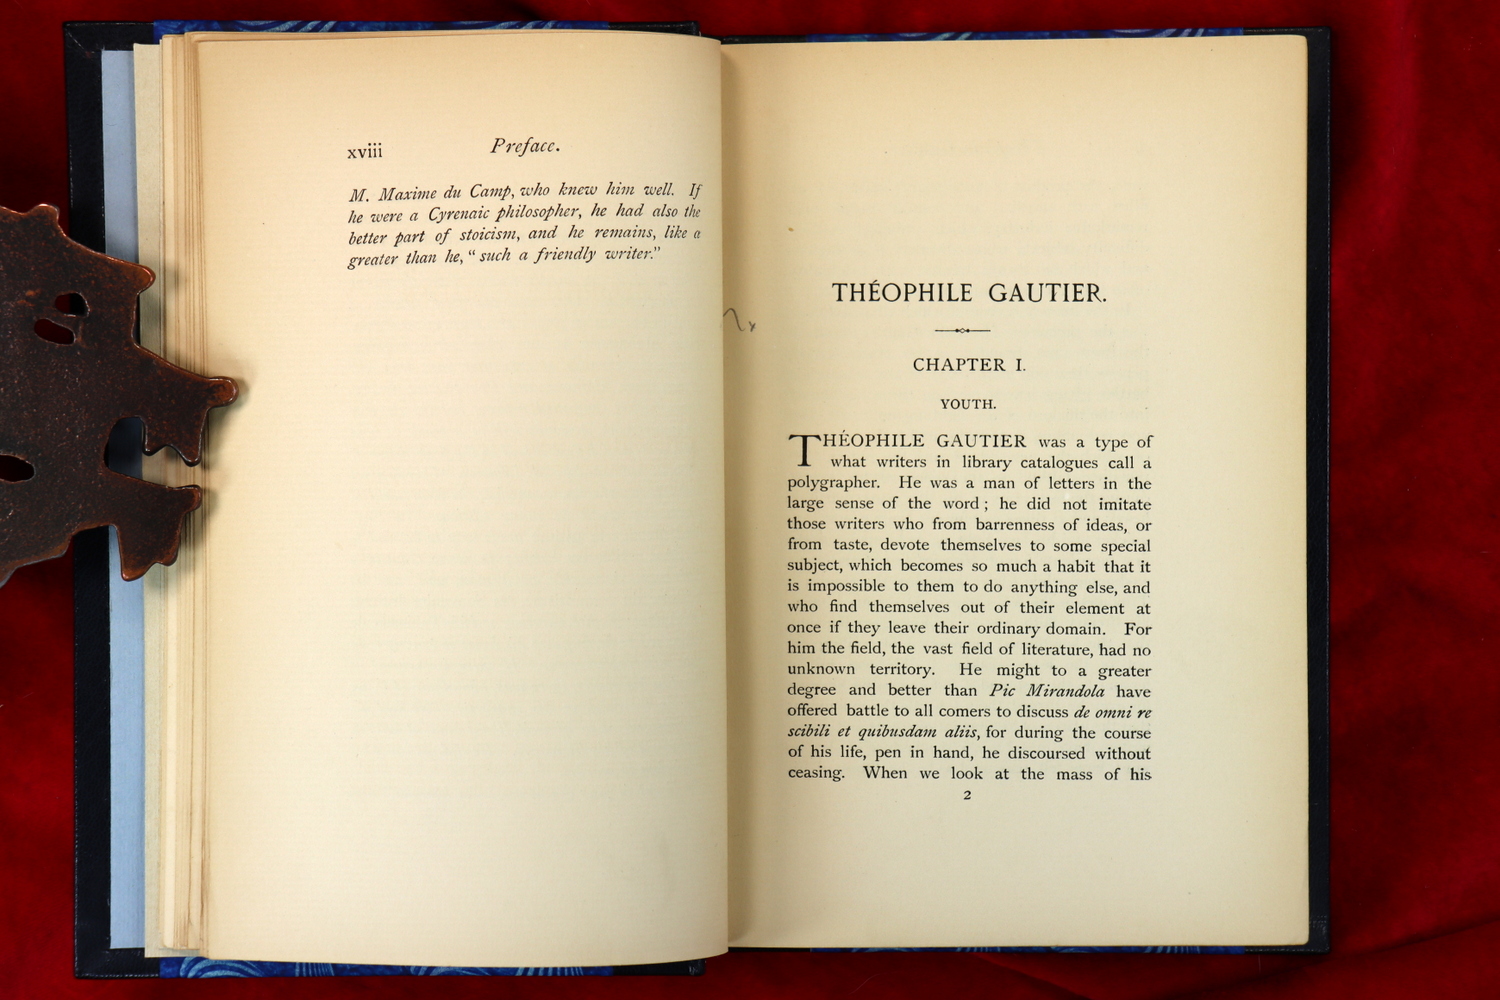 xviii Preface.
M. Maxime du Camp, who knew him well. If
he were a Cyrenaic philosopher, he had also the
better part of stoicism, and he remains, like a
greater than he, “such a friendly writer.”
THÉOPHILE GAUTIER.
CHAPTER I.
YOUTH.
THÉOPHILE GAUTIER was a type of
what writers in library catalogues call a
polygrapher. He was a man of letters in the
large sense of the word; he did not imitate
those writers who from barrenness of ideas, or
from taste, devote themselves to some special
subject, which becomes so much a habit that it
is impossible to them to do anything else, and
who find themselves out of their element at
once if they leave their ordinary domain. For
him the field, the vast field of literature, had no
unknown territory. He might to a greater
degree and better than Pic Mirandola have
offered battle to all comers to discuss de omni re
scibili et quibusdam aliis, for during the course
of his life, pen in hand, he discoursed without
ceasing. When we look at the mass of his
2